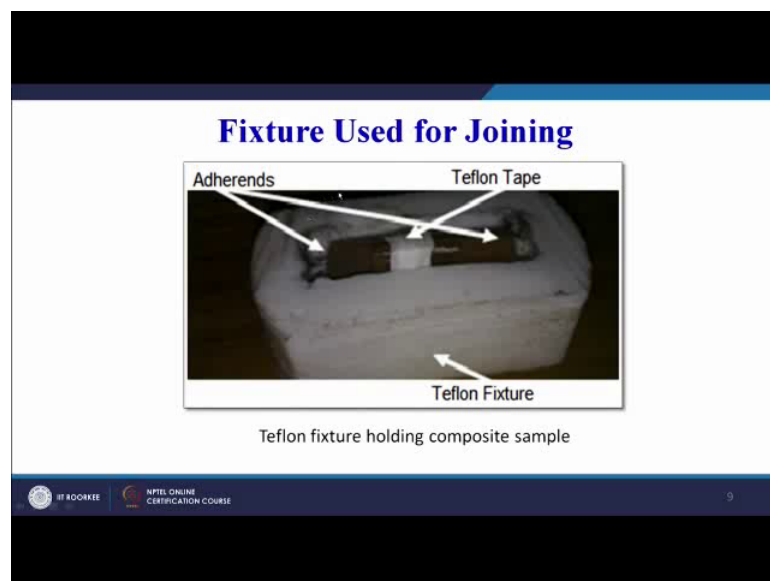 Fixture Used for Joining
Adherends
Teflon Tape
Teflon Fixture
Teflon fixture holding composite sample
IIT ROORKEE
NPTEL ONLINE
CERTIFICATION COURSE
9